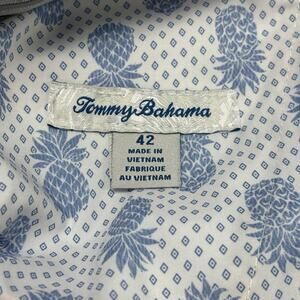 Tommy Bahama
42
MADE IN
VIETNAM
FABRIQUE
AU VIETNAM